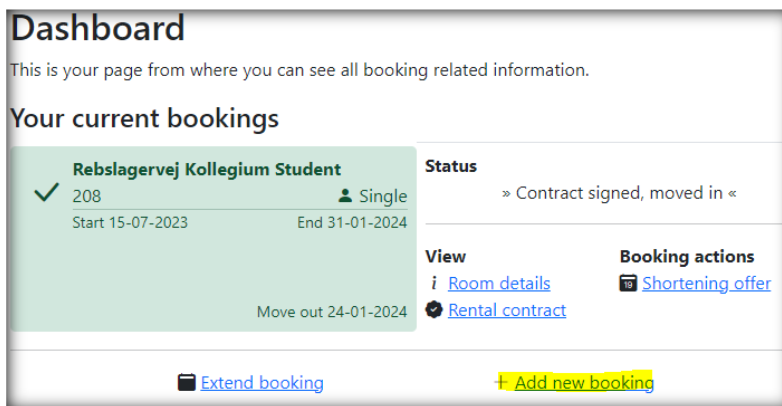 Dashboard
This is your page from where you can see all booking related information.
Your current bookings
Rebslagervej Kollegium Student
208 Single
Start 15-07-2023 End 31-01-2024
Move out 24-01-2024
Status
» Contract signed, moved in «
View
i Room details
Rental contract
Booking actions
19 Shortening offer
Extend booking
+ Add new booking